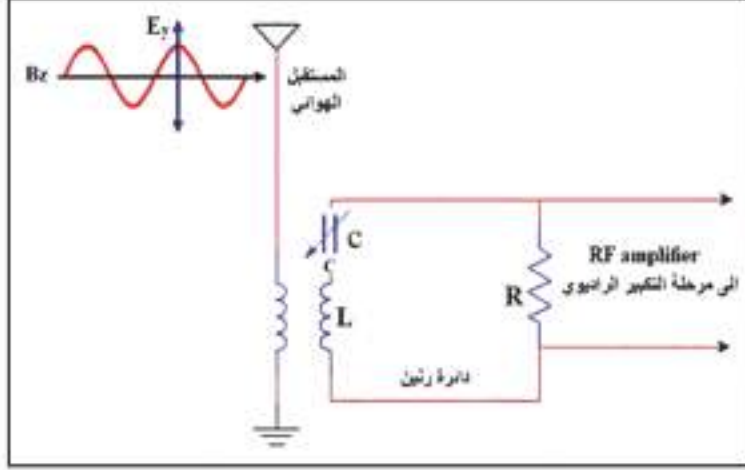 Ey
Bz
المستقبل
الهوائي
C
C
L
R
RF amplifier
الى مرحلة التكبير الراديوي
دائرة رنين